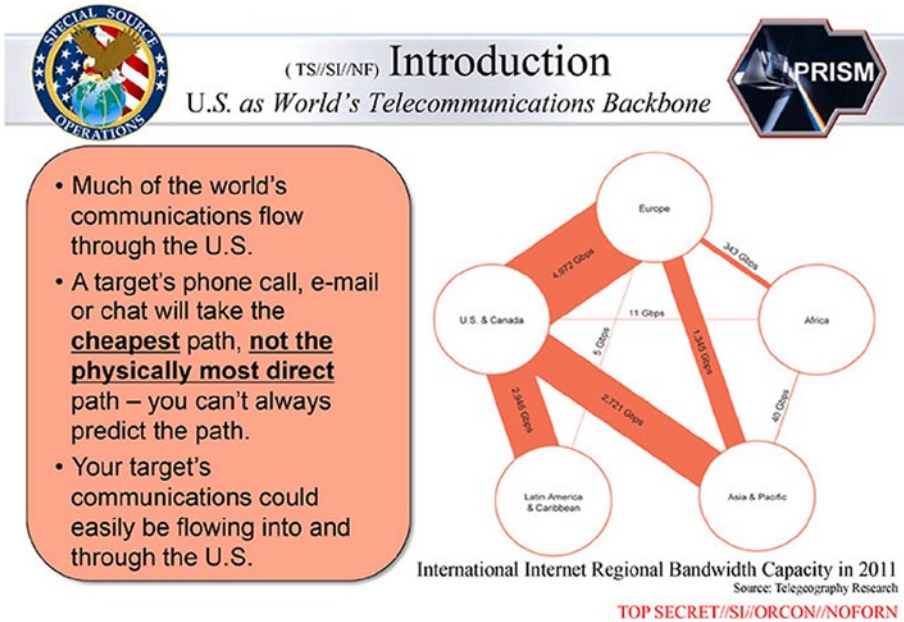 SPECIAL SOURCE
OPERATIONS
( TS//SI//NF) Introduction
U.S. as World's Telecommunications Backbone
PRISM
• Much of the world's
communications flow
through the U.S.
• A target's phone call, e-mail
or chat will take the
cheapest path, not the
physically most direct
path – you can't always
predict the path.
• Your target's
communications could
easily be flowing into and
through the U.S.
Europe
4,972 Gbps
343 Gbps
U.S. & Canada
11 Gbps
Africa
5 Gbps
1,345 Gbps
2,946 Gbps
2,721 Gbps
40 Gbps
Latin America
& Caribbean
Asia & Pacific
International Internet Regional Bandwidth Capacity in 2011
Source: Telegeography Research
TOP SECRET//SI//ORCON//NOFORN